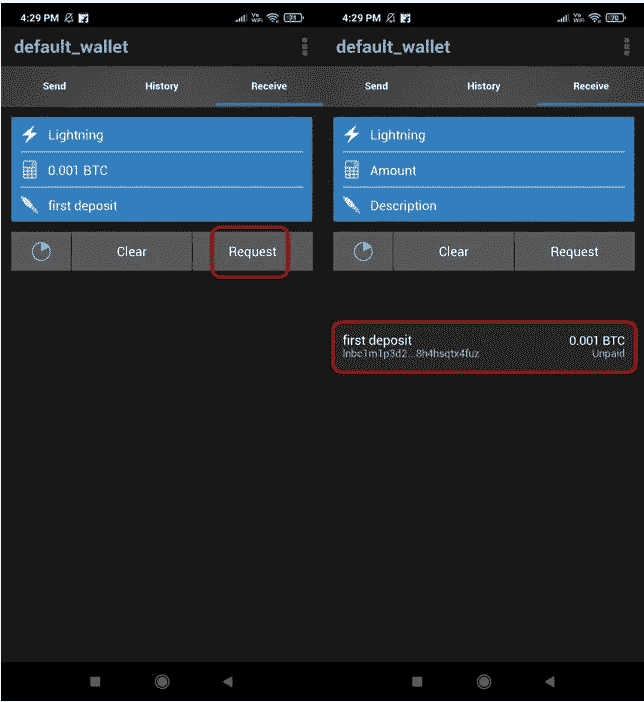 4:29 PM
Vo WiFi
71
default_wallet
Send History Receive
Lightning
0.001 BTC
first deposit
Clear Request
4:29 PM
Vo WiFi
70
default_wallet
Send History Receive
Lightning
Amount
Description
Clear Request
first deposit 0.001 BTC
lnbc1m1p3d2...8h4hsqtx4fuz Unpaid